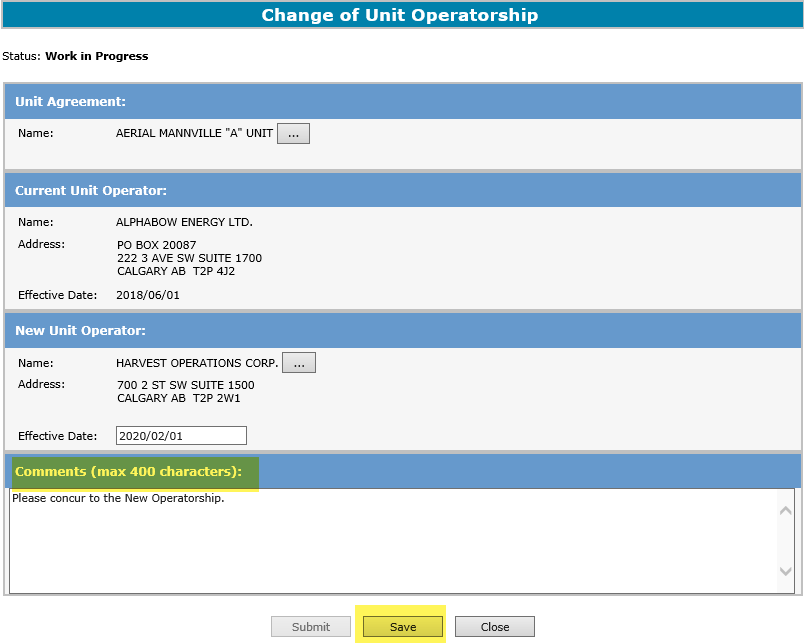 Change of Unit Operatorship
Status: Work in Progress
Unit Agreement:
Name: AERIAL MANNVILLE "A" UNIT ...
Current Unit Operator:
Name: ALPHABOW ENERGY LTD.
Address: PO BOX 20087
222 3 AVE SW SUITE 1700
CALGARY AB  T2P 4J2
Effective Date: 2018/06/01
New Unit Operator:
Name: HARVEST OPERATIONS CORP. ...
Address: 700 2 ST SW SUITE 1500
CALGARY AB  T2P 2W1
Effective Date: 2020/02/01
Comments (max 400 characters):
Please concur to the New Operatorship.
Submit Save Close